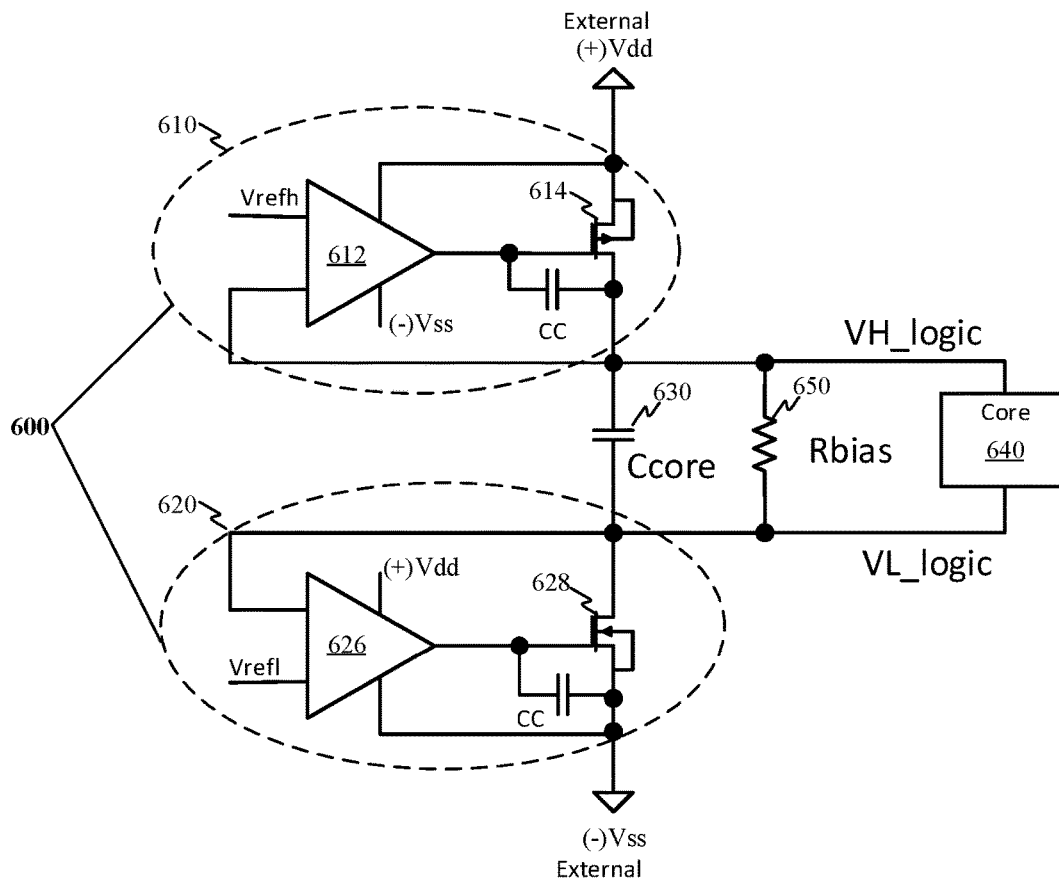 External
(+)Vdd
610
614
Vrefh
612
(-)Vss
CC
VH_logic
630
650
Core
640
600
Ccore
Rbias
620
VL_logic
(+)Vdd
628
626
Vrefl
CC
(-)Vss
External